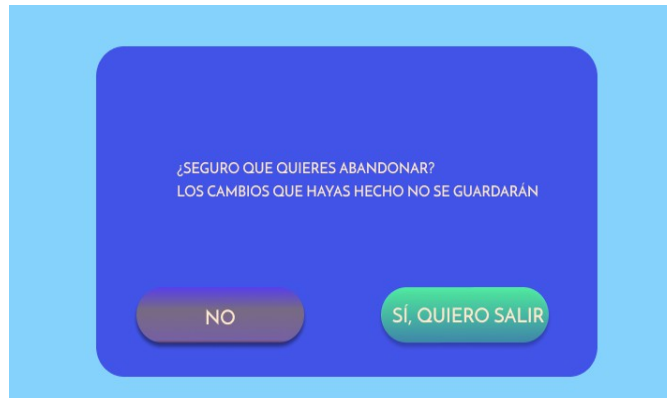 ¿SEGURO QUE QUIERES ABANDONAR?
LOS CAMBIOS QUE HAYAS HECHO NO SE GUARDARÁN
NO
SÍ, QUIERO SALIR